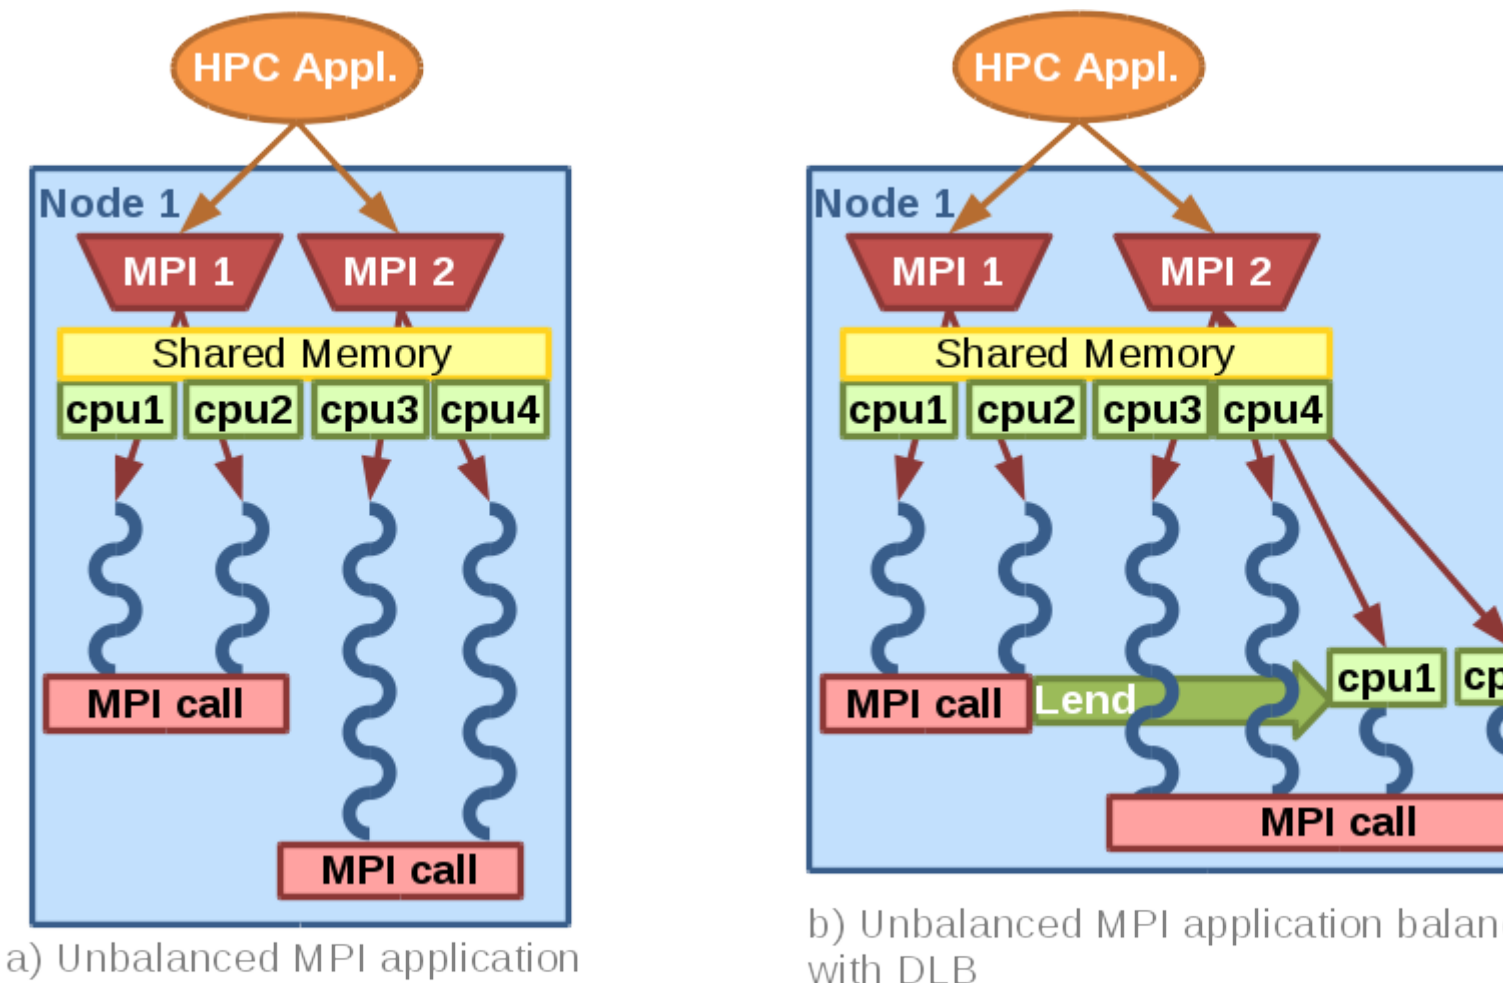 HPC Appl.
Node 1
MPI 1 MPI 2
Shared Memory
cpu1 cpu2 cpu3 cpu4
MPI call
MPI call
a) Unbalanced MPI application
HPC Appl.
Node 1
MPI 1 MPI 2
Shared Memory
cpu1 cpu2 cpu3 cpu4
cpu1
MPI call Lend
MPI call
b) Unbalanced MPI application
with DLB